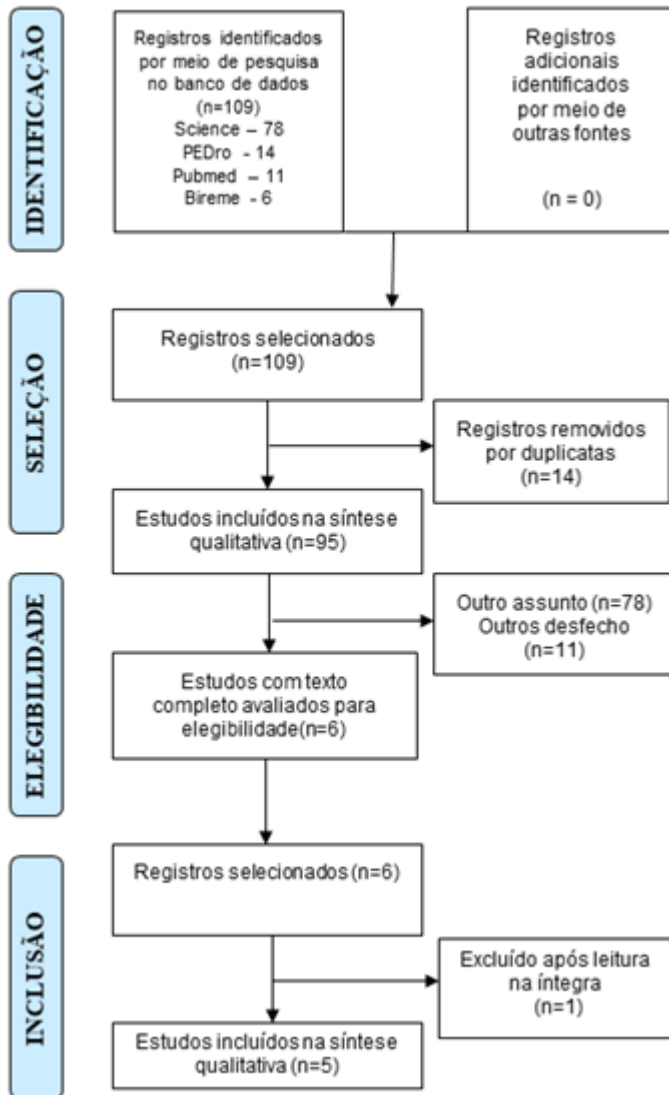 IDENTIFICAÇÃO
Registros identificados
por meio de pesquisa
no banco de dados
(n=109)
Science – 78
PEDro - 14
Pubmed – 11
Bireme - 6
Registros
adicionais
identificados
por meio de
outras fontes
(n = 0)
SELEÇÃO
Registros selecionados
(n=109)
Registros removidos
por duplicatas
(n=14)
Estudos incluídos na síntese
qualitativa (n=95)
ELEGIBILIDADE
Outro assunto (n=78)
Outros desfecho
(n=11)
Estudos com texto
completo avaliados para
elegibilidade(n=6)
INCLUSÃO
Registros selecionados (n=6)
Excluído após leitura
na íntegra
(n=1)
Estudos incluídos na síntese
qualitativa (n=5)